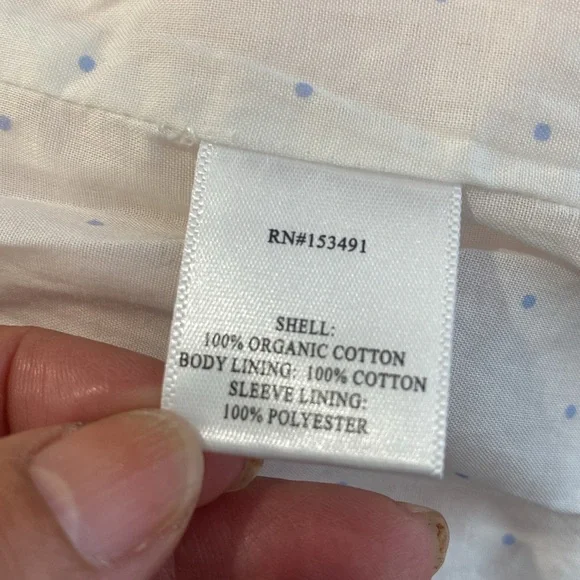 RN#153491
SHELL:
100% ORGANIC COTTON
BODY LINING: 100% COTTON
SLEEVE LINING:
100% POLYESTER